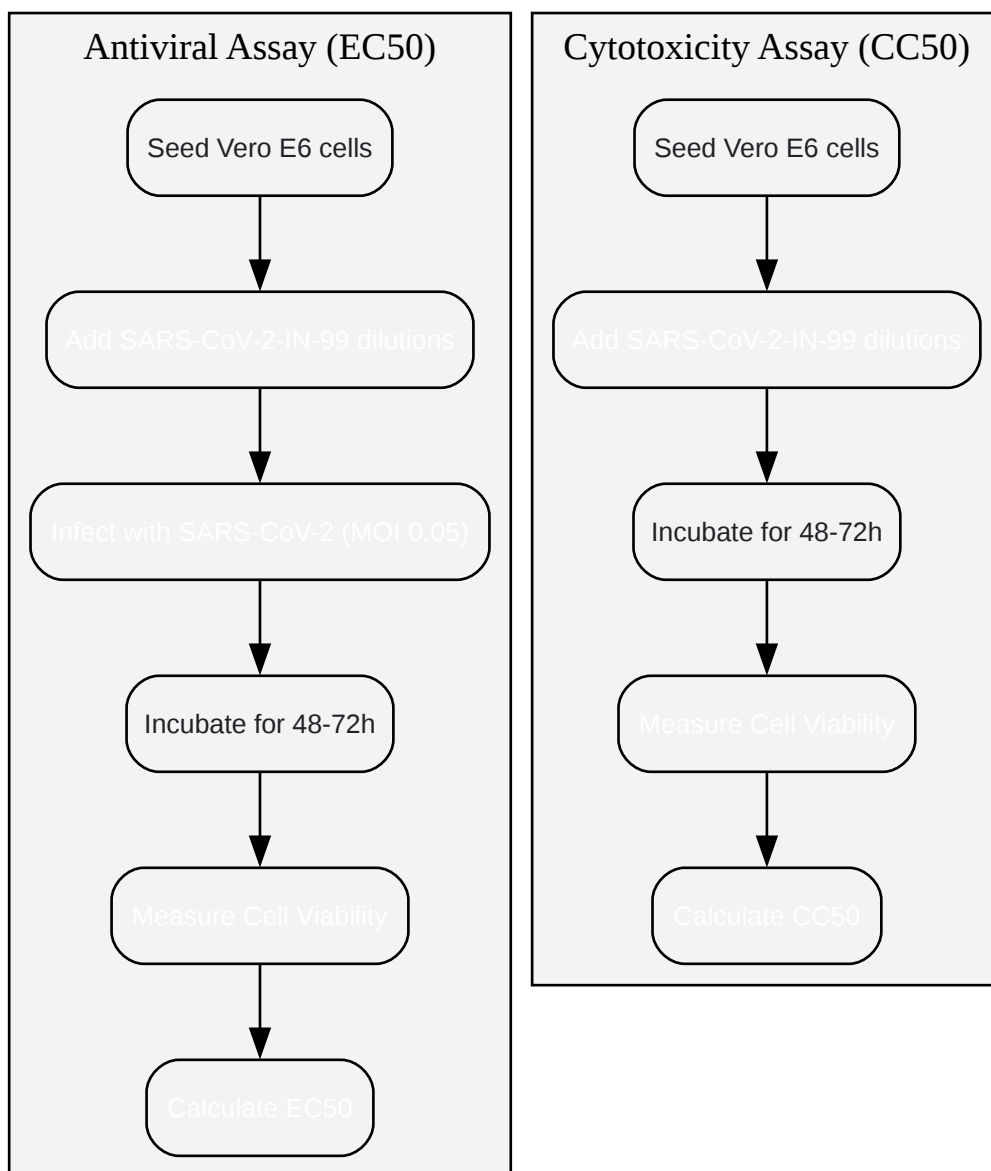 Antiviral Assay (EC50)
Seed Vero E6 cells
Add SARS-CoV-2-IN-99 dilutions
Infect with SARS-CoV-2 (MOI 0.05)
Incubate for 48-72h
Measure Cell Viability
Calculate EC50
Cytotoxicity Assay (CC50)
Seed Vero E6 cells
Add SARS-CoV-2-IN-99 dilutions
Incubate for 48-72h
Measure Cell Viability
Calculate CC50